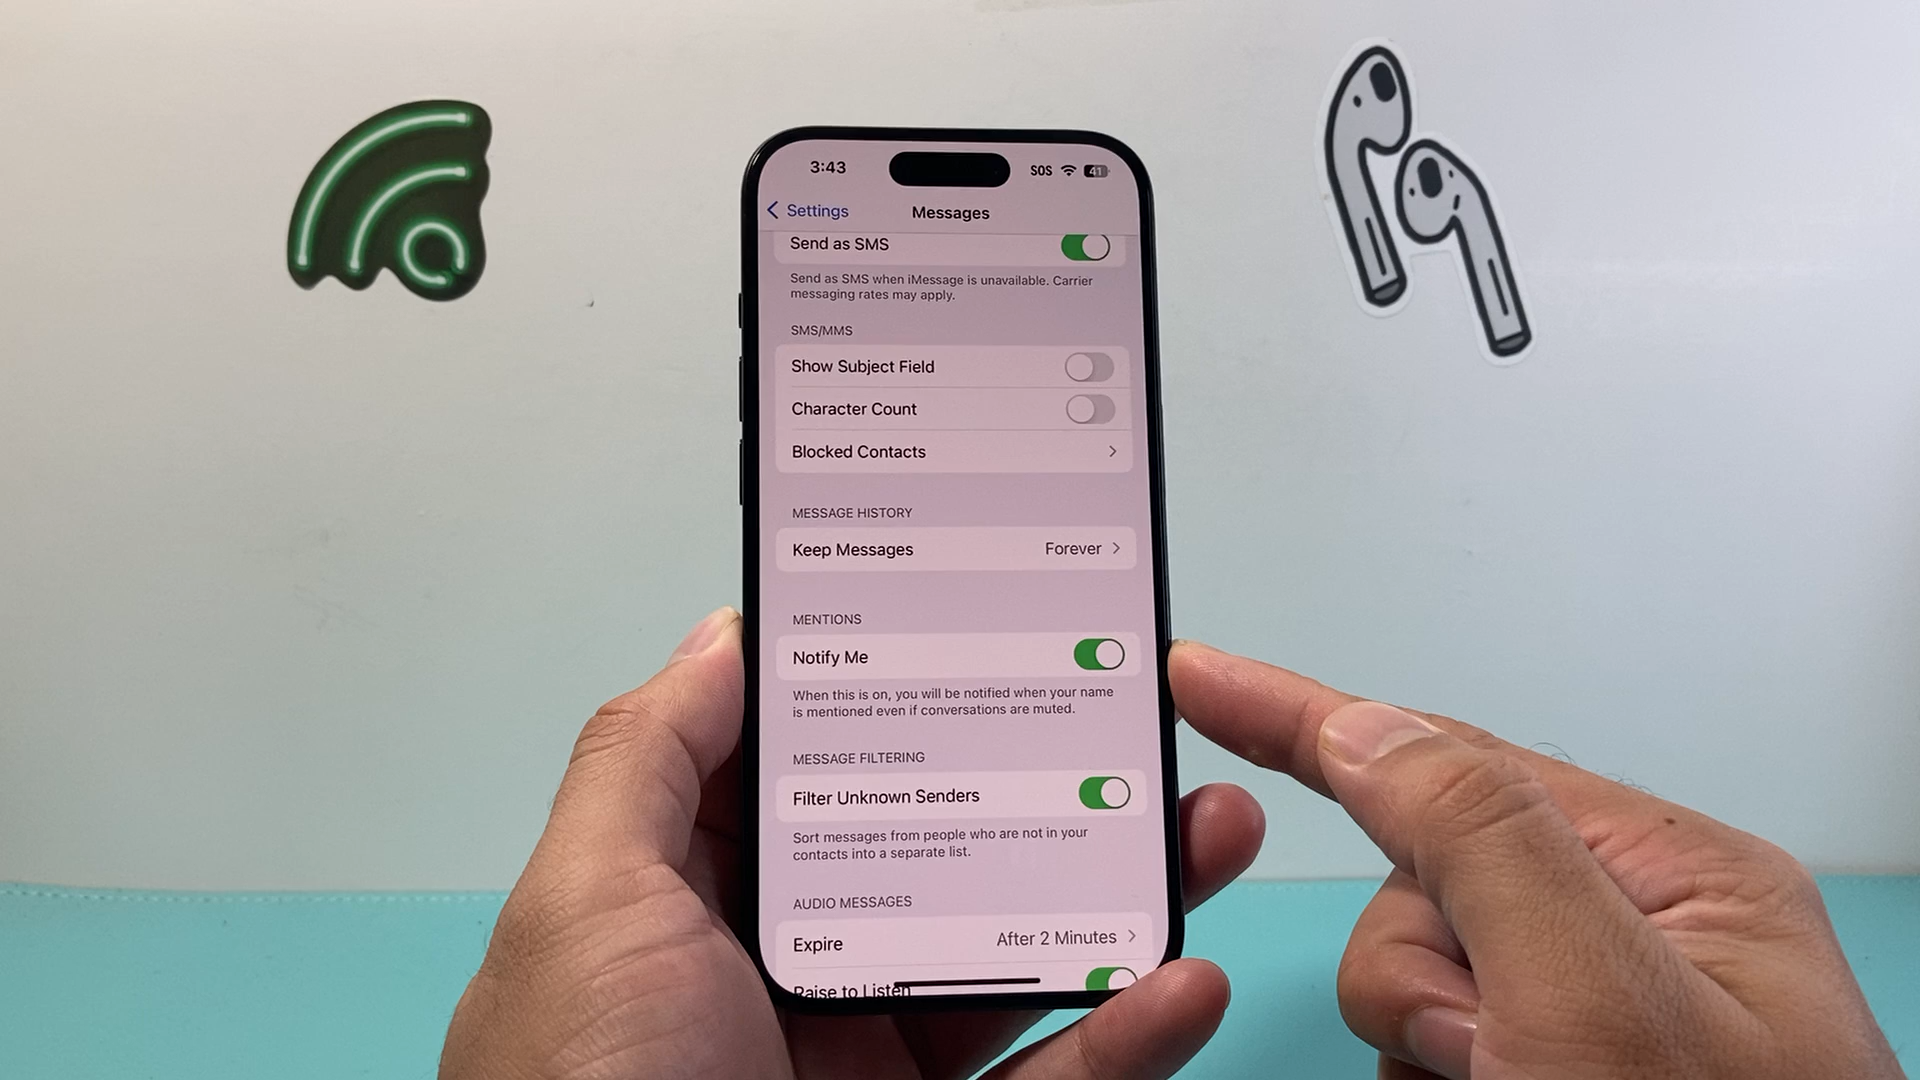 3:43 SOS 41
Settings Messages
Send as SMS
Send as SMS when iMessage is unavailable. Carrier
messaging rates may apply.
SMS/MMS
Show Subject Field
Character Count
Blocked Contacts
MESSAGE HISTORY
Keep Messages Forever
MENTIONS
Notify Me
When this is on, you will be notified when your name
is mentioned even if conversations are muted.
MESSAGE FILTERING
Filter Unknown Senders
Sort messages from people who are not in your
contacts into a separate list.
AUDIO MESSAGES
Expire After 2 Minutes
Raise to Listen